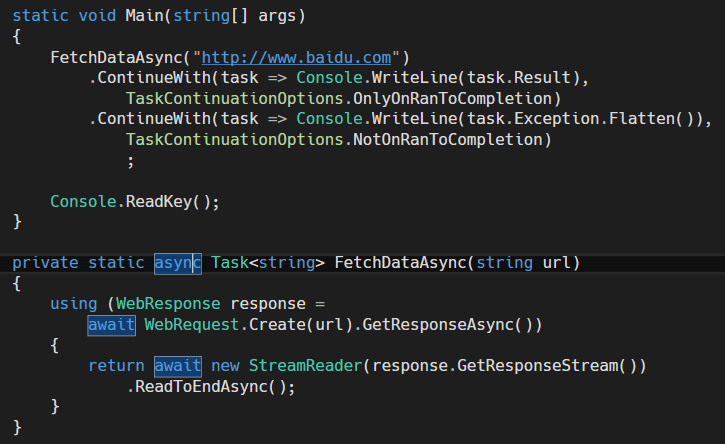 static void Main(string[] args)
{
    FetchDataAsync("http://www.baidu.com")
        .ContinueWith(task => Console.WriteLine(task.Result),
            TaskContinuationOptions.OnlyOnRanToCompletion)
        .ContinueWith(task => Console.WriteLine(task.Exception.Flatten()),
            TaskContinuationOptions.NotOnRanToCompletion)
            ;

    Console.ReadKey();
}

private static async Task<string> FetchDataAsync(string url)
{
    using (WebResponse response =
        await WebRequest.Create(url).GetResponseAsync())
    {
        return await new StreamReader(response.GetResponseStream())
            .ReadToEndAsync();
    }
}